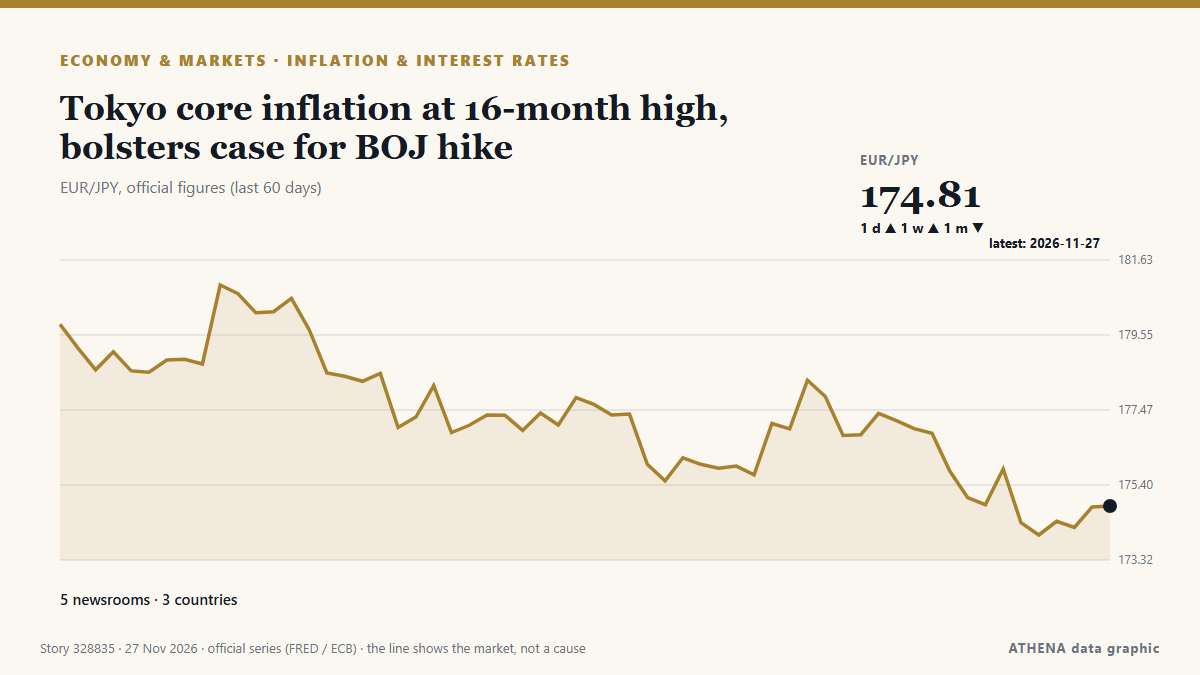 ECONOMY & MARKETS · INFLATION & INTEREST RATES
Tokyo core inflation at 16-month high,
bolsters case for BOJ hike
EUR/JPY, official figures (last 60 days)
EUR/JPY
174.81
1 d ▲ 1 w ▲ 1 m ▼
latest: 2026-11-27
181.63
179.55
177.47
175.40
173.32
5 newsrooms · 3 countries
Story 328835 · 27 Nov 2026 · official series (FRED / ECB) · the line shows the market, not a cause
ATHENA data graphic